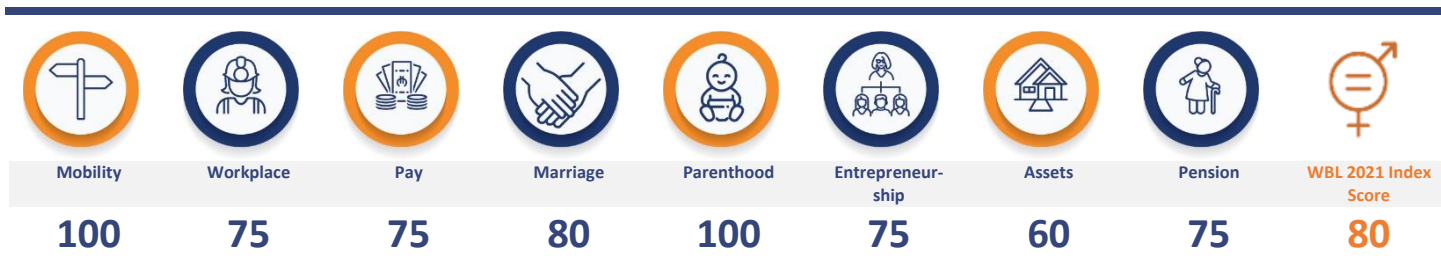 Mobility
Workplace
Pay
Marriage
Parenthood
Entrepreneur-
ship
Assets
Pension
WBL 2021 Index
Score
100
75
75
80
100
75
60
75
80